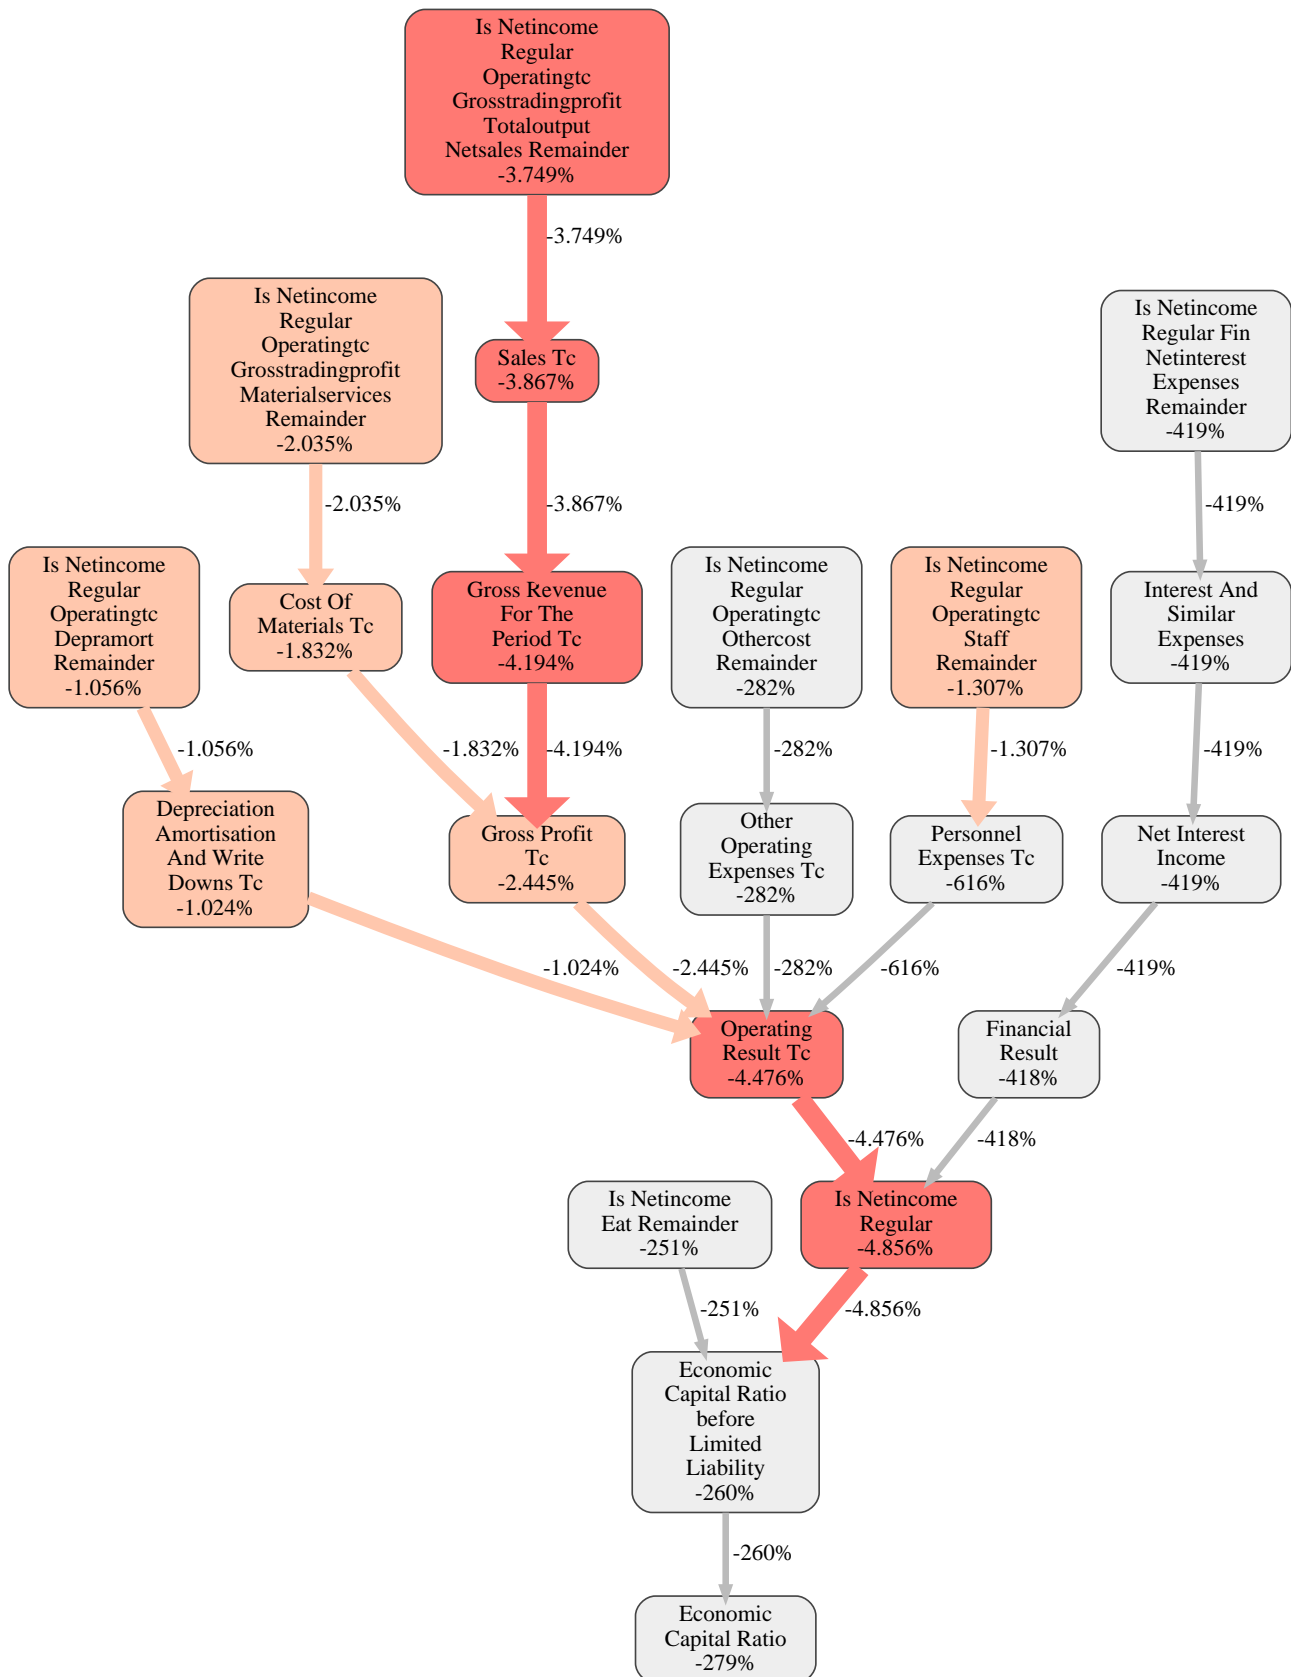 Is Netincome
Regular
Operatingtc
Grosstradingprofit
Totaloutput
Netsales Remainder
-3.749%
-3.749%
Is Netincome
Regular
Operatingtc
Grosstradingprofit
Materialservices
Remainder
-2.035%
Sales Tc
-3.867%
Is Netincome
Regular Fin
Netinterest
Expenses
Remainder
-419%
-2.035%
-3.867%
-419%
Is Netincome
Regular
Operatingtc
Depramort
Remainder
-1.056%
Cost Of
Materials Tc
-1.832%
Gross Revenue
For The
Period Tc
-4.194%
Is Netincome
Regular
Operatingtc
Othercost
Remainder
-282%
Is Netincome
Regular
Operatingtc
Staff
Remainder
-1.307%
Interest And
Similar
Expenses
-419%
-1.056%
-1.832%
-4.194%
-282%
-1.307%
-419%
Depreciation
Amortisation
And Write
Downs Tc
-1.024%
Gross Profit
Tc
-2.445%
Other
Operating
Expenses Tc
-282%
Personnel
Expenses Tc
-616%
Net Interest
Income
-419%
-1.024%
-2.445%
-282%
-616%
-419%
Operating
Result Tc
-4.476%
Financial
Result
-418%
-4.476%
-418%
Is Netincome
Eat Remainder
-251%
Is Netincome
Regular
-4.856%
-251%
-4.856%
Economic
Capital Ratio
before
Limited
Liability
-260%
-260%
Economic
Capital Ratio
-279%